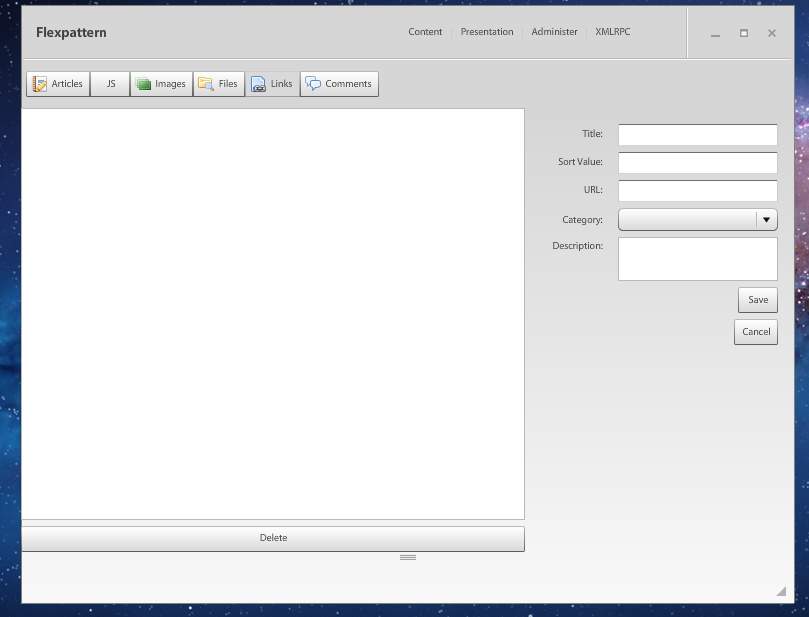 Flexpattern
Content Presentation Administer XMLRPC
Articles JS Images Files Links Comments
Title:
Sort Value:
URL:
Category:
Description:
Save
Cancel
Delete